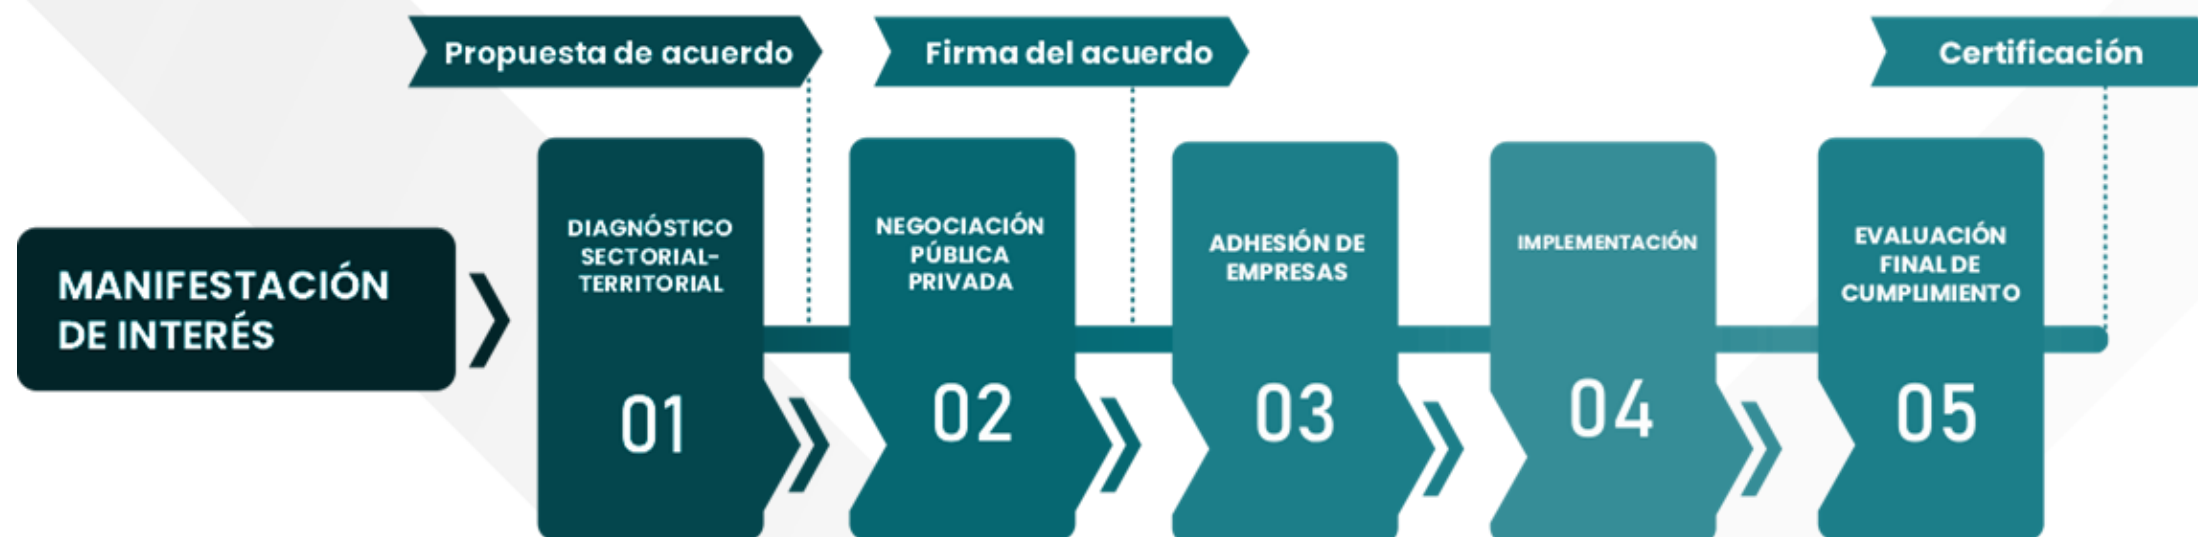 Propuesta de acuerdo
Firma del acuerdo
Certificación
MANIFESTACIÓN
DE INTERÉS
DIAGNÓSTICO
SECTORIAL-
TERRITORIAL
01
NEGOCIACIÓN
PÚBLICA
PRIVADA
02
ADHESIÓN DE
EMPRESAS
03
IMPLEMENTACIÓN
04
EVALUACIÓN
FINAL DE
CUMPLIMIENTO
05